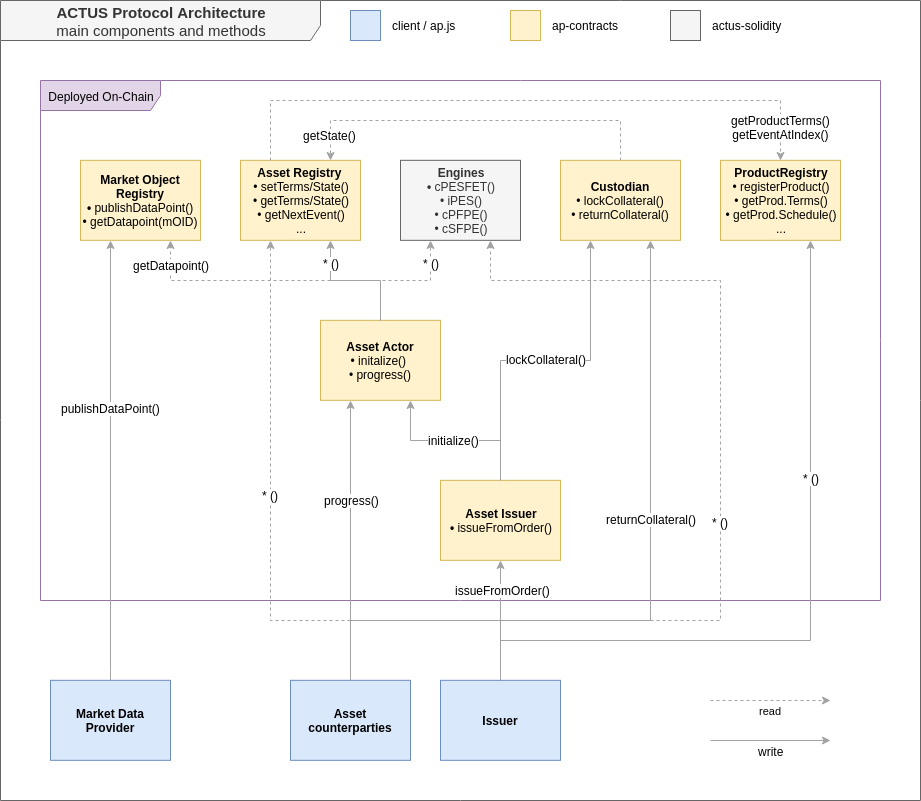 ACTUS Protocol Architecture
main components and methods
client / ap.js
ap-contracts
actus-solidity
Deployed On-Chain
getState()
getProductTerms()
getEventAtIndex()
Market Object
Registry
• publishDataPoint()
• getDatapoint(mOID)
Asset Registry
• setTerms/State()
• getTerms/State()
• getNextEvent()
...
Engines
• cPESFET()
• iPES()
• cPFPE()
• cSFPE()
Custodian
• lockCollateral()
• returnCollateral()
ProductRegistry
• registerProduct()
• getProd.Terms()
• getProd.Schedule()
...
getDatapoint()
* ()
* ()
Asset Actor
• initalize()
• progress()
lockCollateral()
publishDataPoint()
initialize()
* ()
* ()
progress()
Asset Issuer
• issueFromOrder()
returnCollateral()
* ()
issueFromOrder()
Market Data
Provider
Asset
counterparties
Issuer
read
write